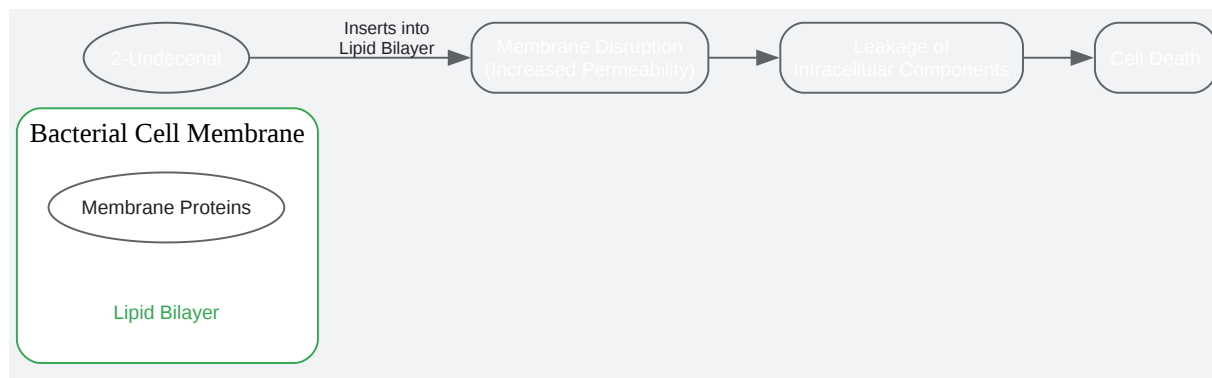 2-Undecenal
Inserts into
Lipid Bilayer
Membrane Disruption
(Increased Permeability)
Leakage of
Intracellular Components
Cell Death
Bacterial Cell Membrane
Membrane Proteins
Lipid Bilayer